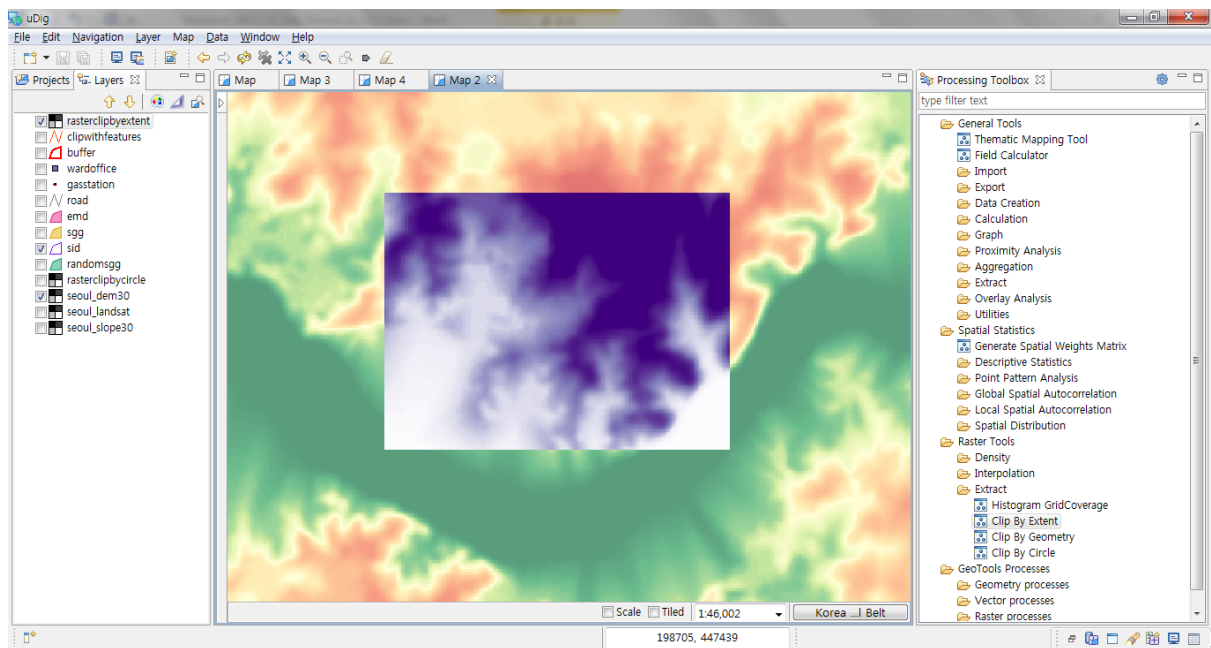 uDig
File Edit Navigation Layer Map Data Window Help
Projects Layers
Map Map 3 Map 4 Map 2
Processing Toolbox
type filter text
rasterclipbyextent
clipwithfeatures
buffer
wardoffice
gasstation
road
emd
sgg
sid
randomsgg
rasterclipbycircle
seoul_dem30
seoul_landsat
seoul_slope30
General Tools
Thematic Mapping Tool
Field Calculator
Import
Export
Data Creation
Calculation
Graph
Proximity Analysis
Aggregation
Extract
Overlay Analysis
Utilities
Spatial Statistics
Generate Spatial Weights Matrix
Descriptive Statistics
Point Pattern Analysis
Global Spatial Autocorrelation
Local Spatial Autocorrelation
Spatial Distribution
Raster Tools
Density
Interpolation
Extract
Histogram GridCoverage
Clip By Extent
Clip By Geometry
Clip By Circle
GeoTools Processes
Geometry processes
Vector processes
Raster processes
Scale Tiled 1:46,002 Korea ...l Belt
198705, 447439